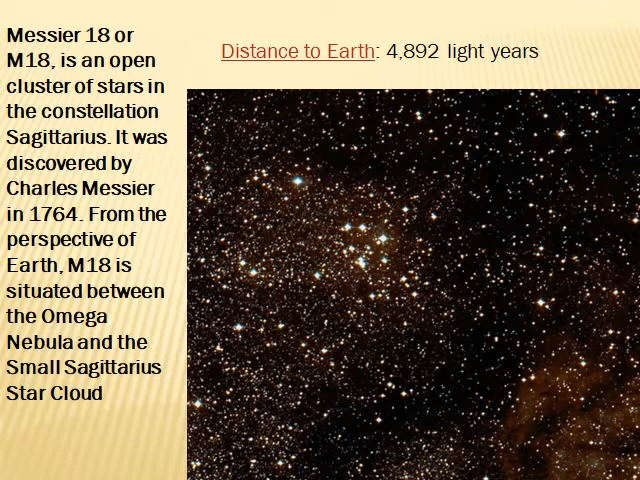 Messier 18 or
M18, is an open
cluster of stars in
the constellation
Sagittarius. It was
discovered by
Charles Messier
in 1764. From the
perspective of
Earth, M18 is
situated between
the Omega
Nebula and the
Small Sagittarius
Star Cloud
Distance to Earth: 4,892 light years